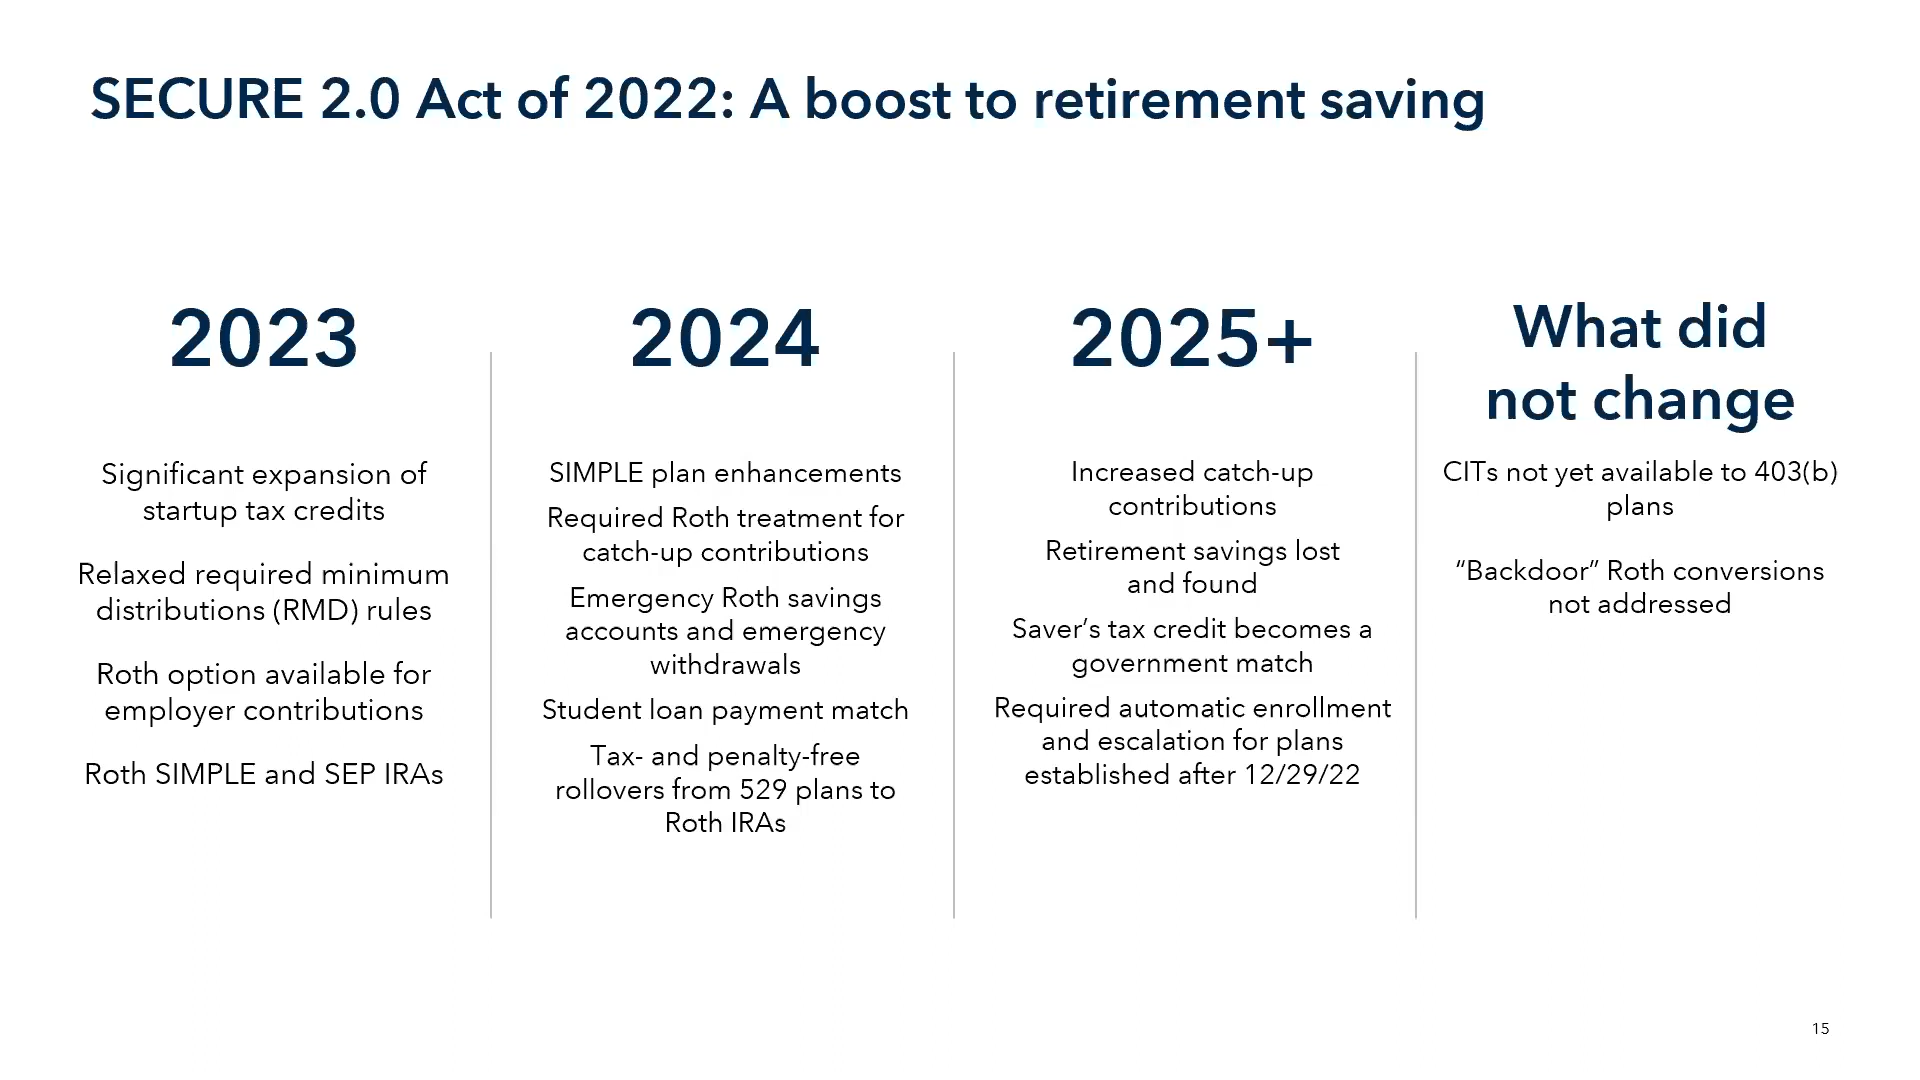 SECURE 2.0 Act of 2022: A boost to retirement saving
2023
Significant expansion of
startup tax credits
Relaxed required minimum
distributions (RMD) rules
Roth option available for
employer contributions
Roth SIMPLE and SEP IRAs
2024
SIMPLE plan enhancements
Required Roth treatment for
catch-up contributions
Emergency Roth savings
accounts and emergency
withdrawals
Student loan payment match
Tax- and penalty-free
rollovers from 529 plans to
Roth IRAs
2025+
Increased catch-up
contributions
Retirement savings lost
and found
Saver’s tax credit becomes a
government match
Required automatic enrollment
and escalation for plans
established after 12/29/22
What did
not change
CITs not yet available to 403(b)
plans
“Backdoor” Roth conversions
not addressed
15